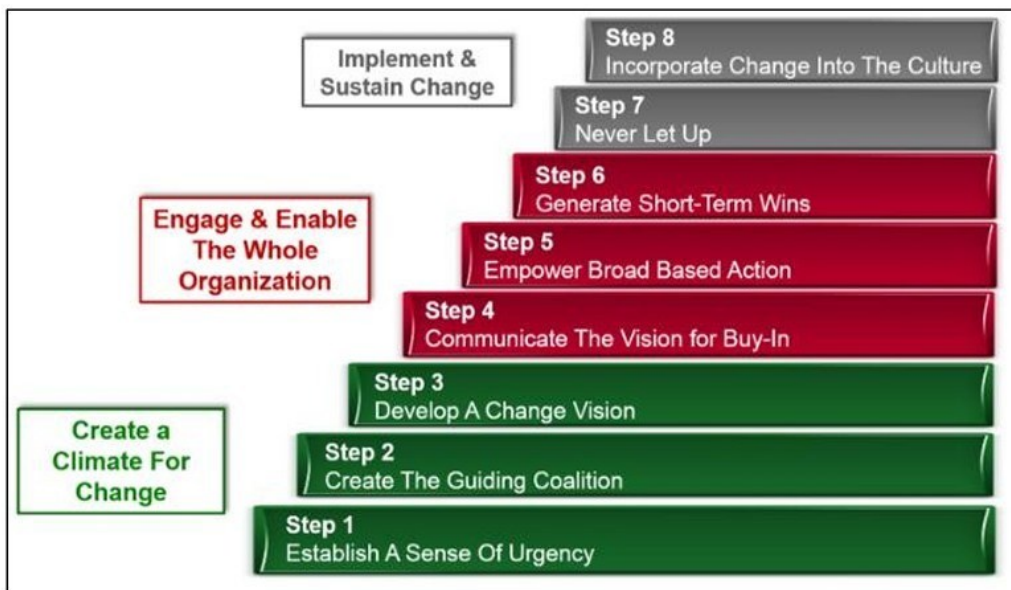 Implement &
Sustain Change
Step 8
Incorporate Change Into The Culture
Step 7
Never Let Up
Engage & Enable
The Whole
Organization
Step 6
Generate Short-Term Wins
Step 5
Empower Broad Based Action
Step 4
Communicate The Vision for Buy-In
Create a
Climate For
Change
Step 3
Develop A Change Vision
Step 2
Create The Guiding Coalition
Step 1
Establish A Sense Of Urgency